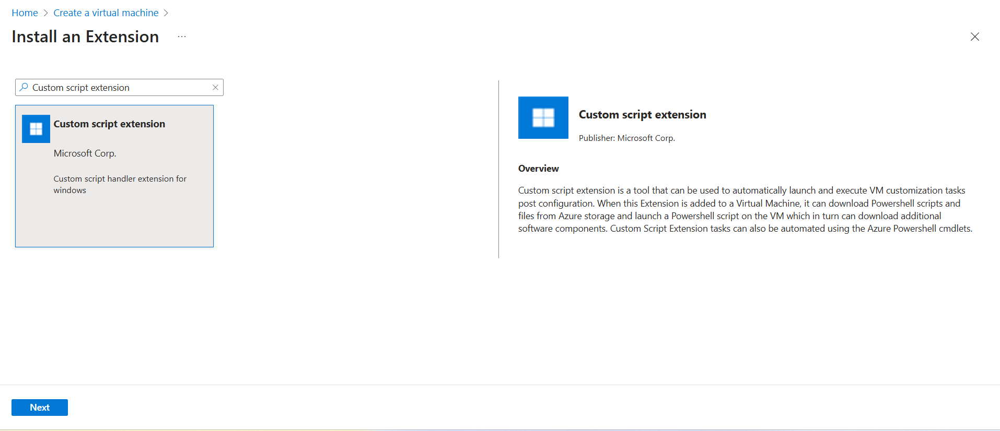 Home > Create a virtual machine >
Install an Extension ...
Custom script extension
Custom script extension
Microsoft Corp.
Custom script handler extension for
windows
Custom script extension
Publisher: Microsoft Corp.
Overview
Custom script extension is a tool that can be used to automatically launch and execute VM customization tasks
post configuration. When this Extension is added to a Virtual Machine, it can download Powershell scripts and
files from Azure storage and launch a Powershell script on the VM which in turn can download additional
software components. Custom Script Extension tasks can also be automated using the Azure Powershell cmdlets.
Next